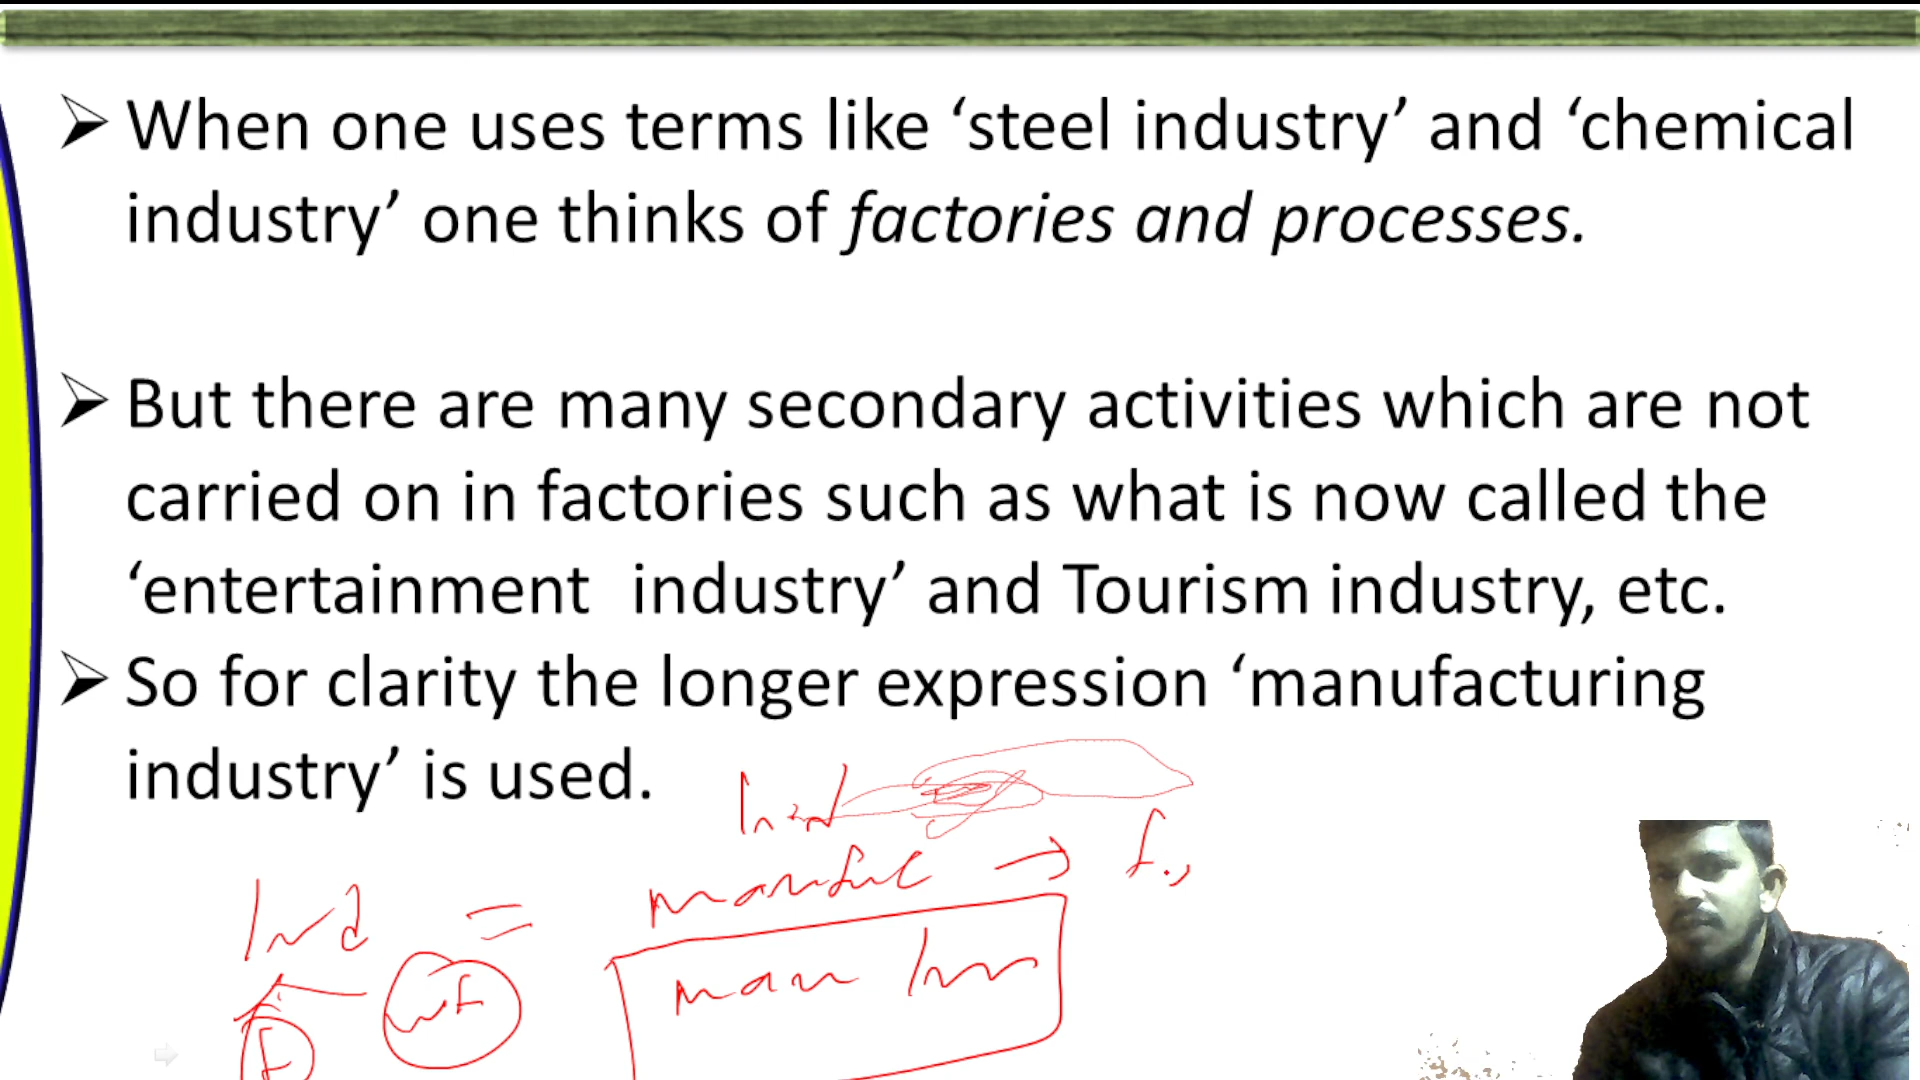 ➢ When one uses terms like ‘steel industry’ and ‘chemical
industry’ one thinks of factories and processes.
➢ But there are many secondary activities which are not
carried on in factories such as what is now called the
‘entertainment industry’ and Tourism industry, etc.
➢ So for clarity the longer expression ‘manufacturing
industry’ is used.
Ind =
F